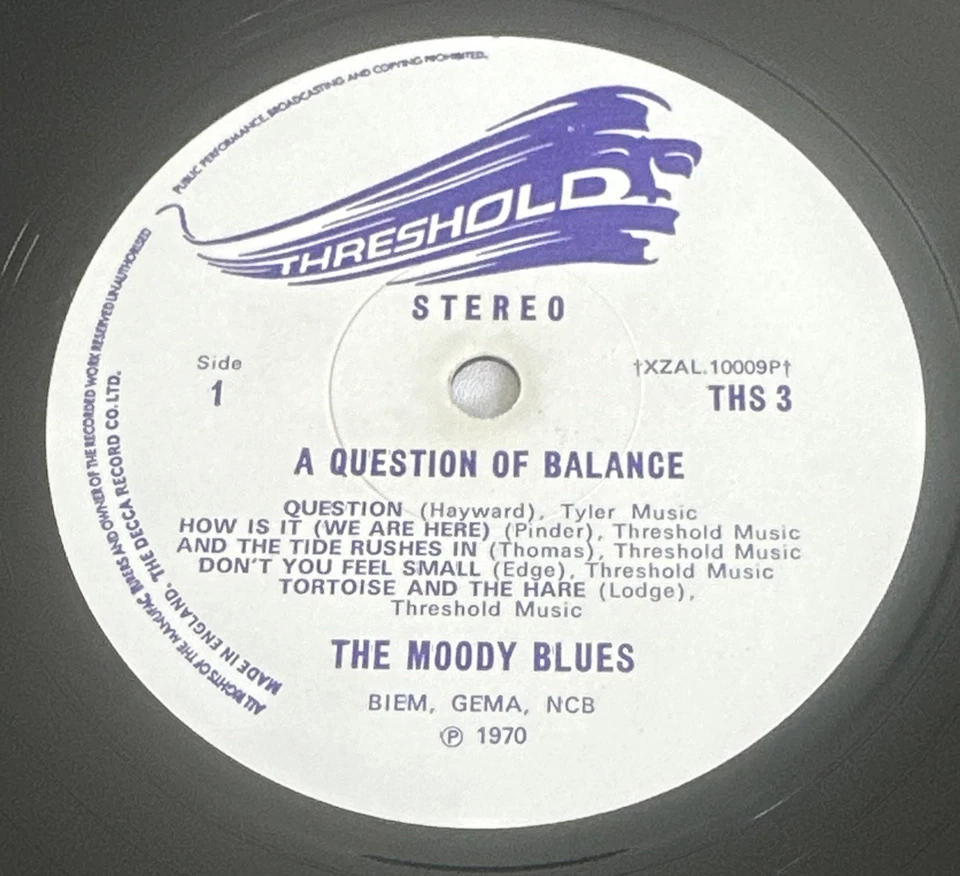 PUBLIC PERFORMANCE, BROADCASTING AND COPYING PROHIBITED.
THRESHOLD
STEREO
Side
1
†XZAL.10009P†
THS 3
A QUESTION OF BALANCE
QUESTION (Hayward), Tyler Music
HOW IS IT (WE ARE HERE) (Pinder), Threshold Music
AND THE TIDE RUSHES IN (Thomas), Threshold Music
DON'T YOU FEEL SMALL (Edge), Threshold Music
TORTOISE AND THE HARE (Lodge),
Threshold Music
THE MOODY BLUES
BIEM, GEMA, NCB
Ⓟ 1970
ALL RIGHTS OF THE AND OWNER OF THE RECORDED WORK RESERVED UNAUTHORISED
MADE IN ENGLAND. THE DECCA RECORD CO. LTD.